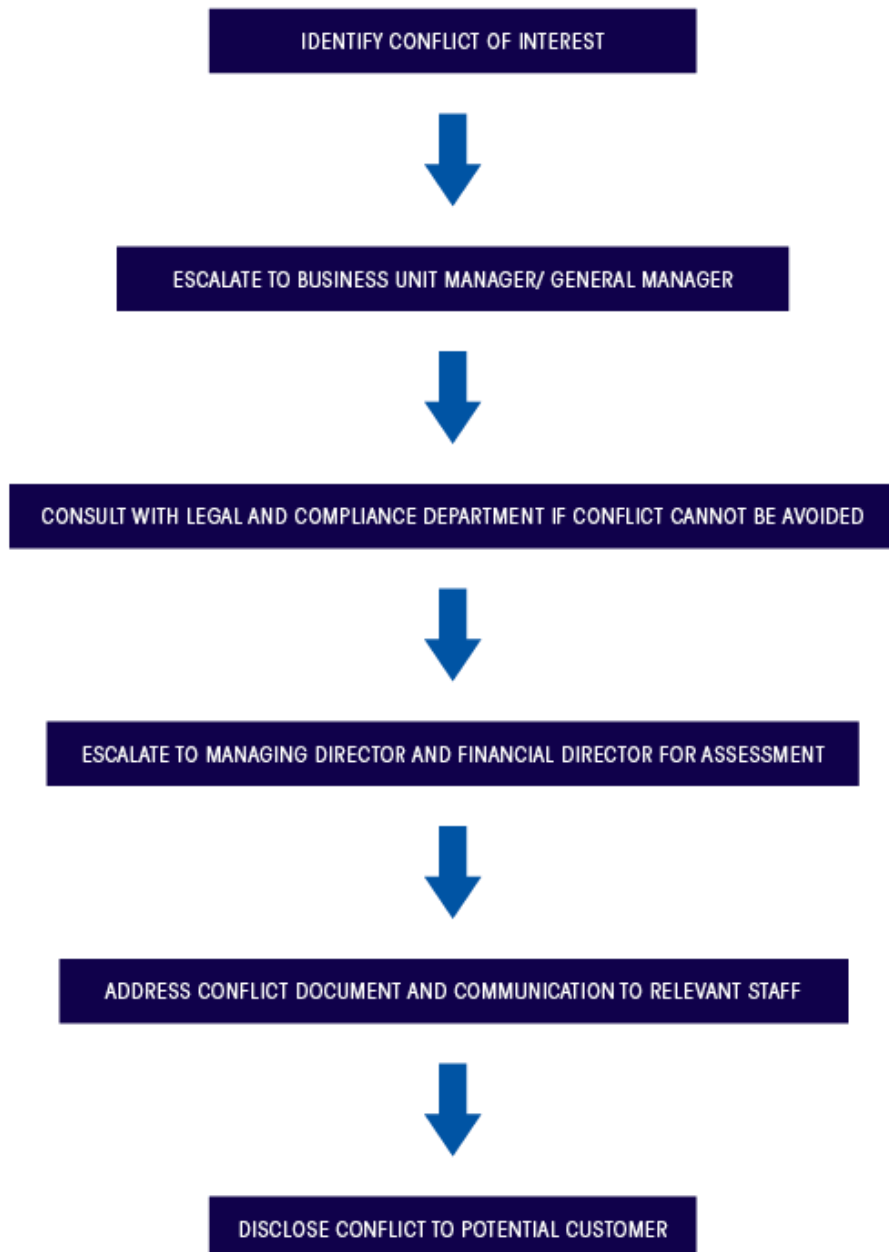 IDENTIFY CONFLICT OF INTEREST
ESCALATE TO BUSINESS UNIT MANAGER/ GENERAL MANAGER
CONSULT WITH LEGAL AND COMPLIANCE DEPARTMENT IF CONFLICT CANNOT BE AVOIDED
ESCALATE TO MANAGING DIRECTOR AND FINANCIAL DIRECTOR FOR ASSESSMENT
ADDRESS CONFLICT DOCUMENT AND COMMUNICATION TO RELEVANT STAFF
DISCLOSE CONFLICT TO POTENTIAL CUSTOMER